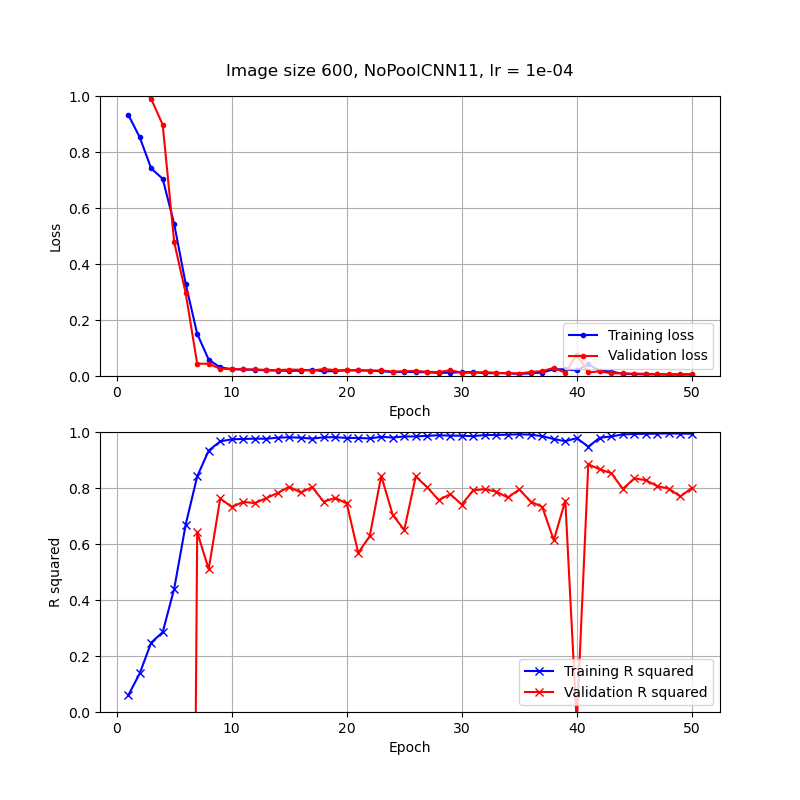 Image size 600, NoPoolCNN11, lr = 1e-04
1.0
0.8
0.6
0.4
0.2
0.0
Loss
Training loss
Validation loss
0 10 20 30 40 50
Epoch
1.0
0.8
0.6
0.4
0.2
0.0
R squared
Training R squared
Validation R squared
0 10 20 30 40 50
Epoch